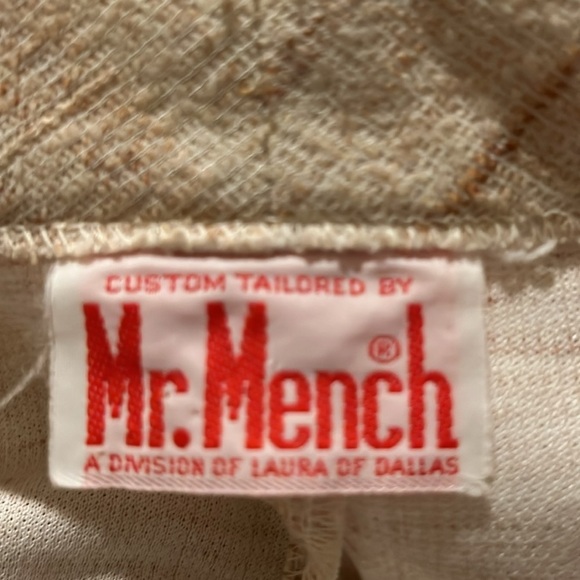 CUSTOM TAILORED BY
Mr. Mench®
A DIVISION OF LAURA OF DALLAS